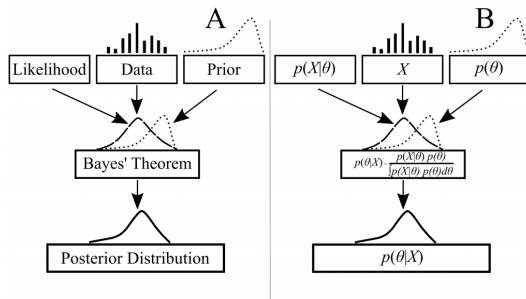 A
Likelihood
Data
Prior
Bayes' Theorem
Posterior Distribution
B
p(X|θ)
X
p(θ)
p(θ|X) = p(X|θ) p(θ)
∫p(X|θ) p(θ)dθ
p(θ|X)